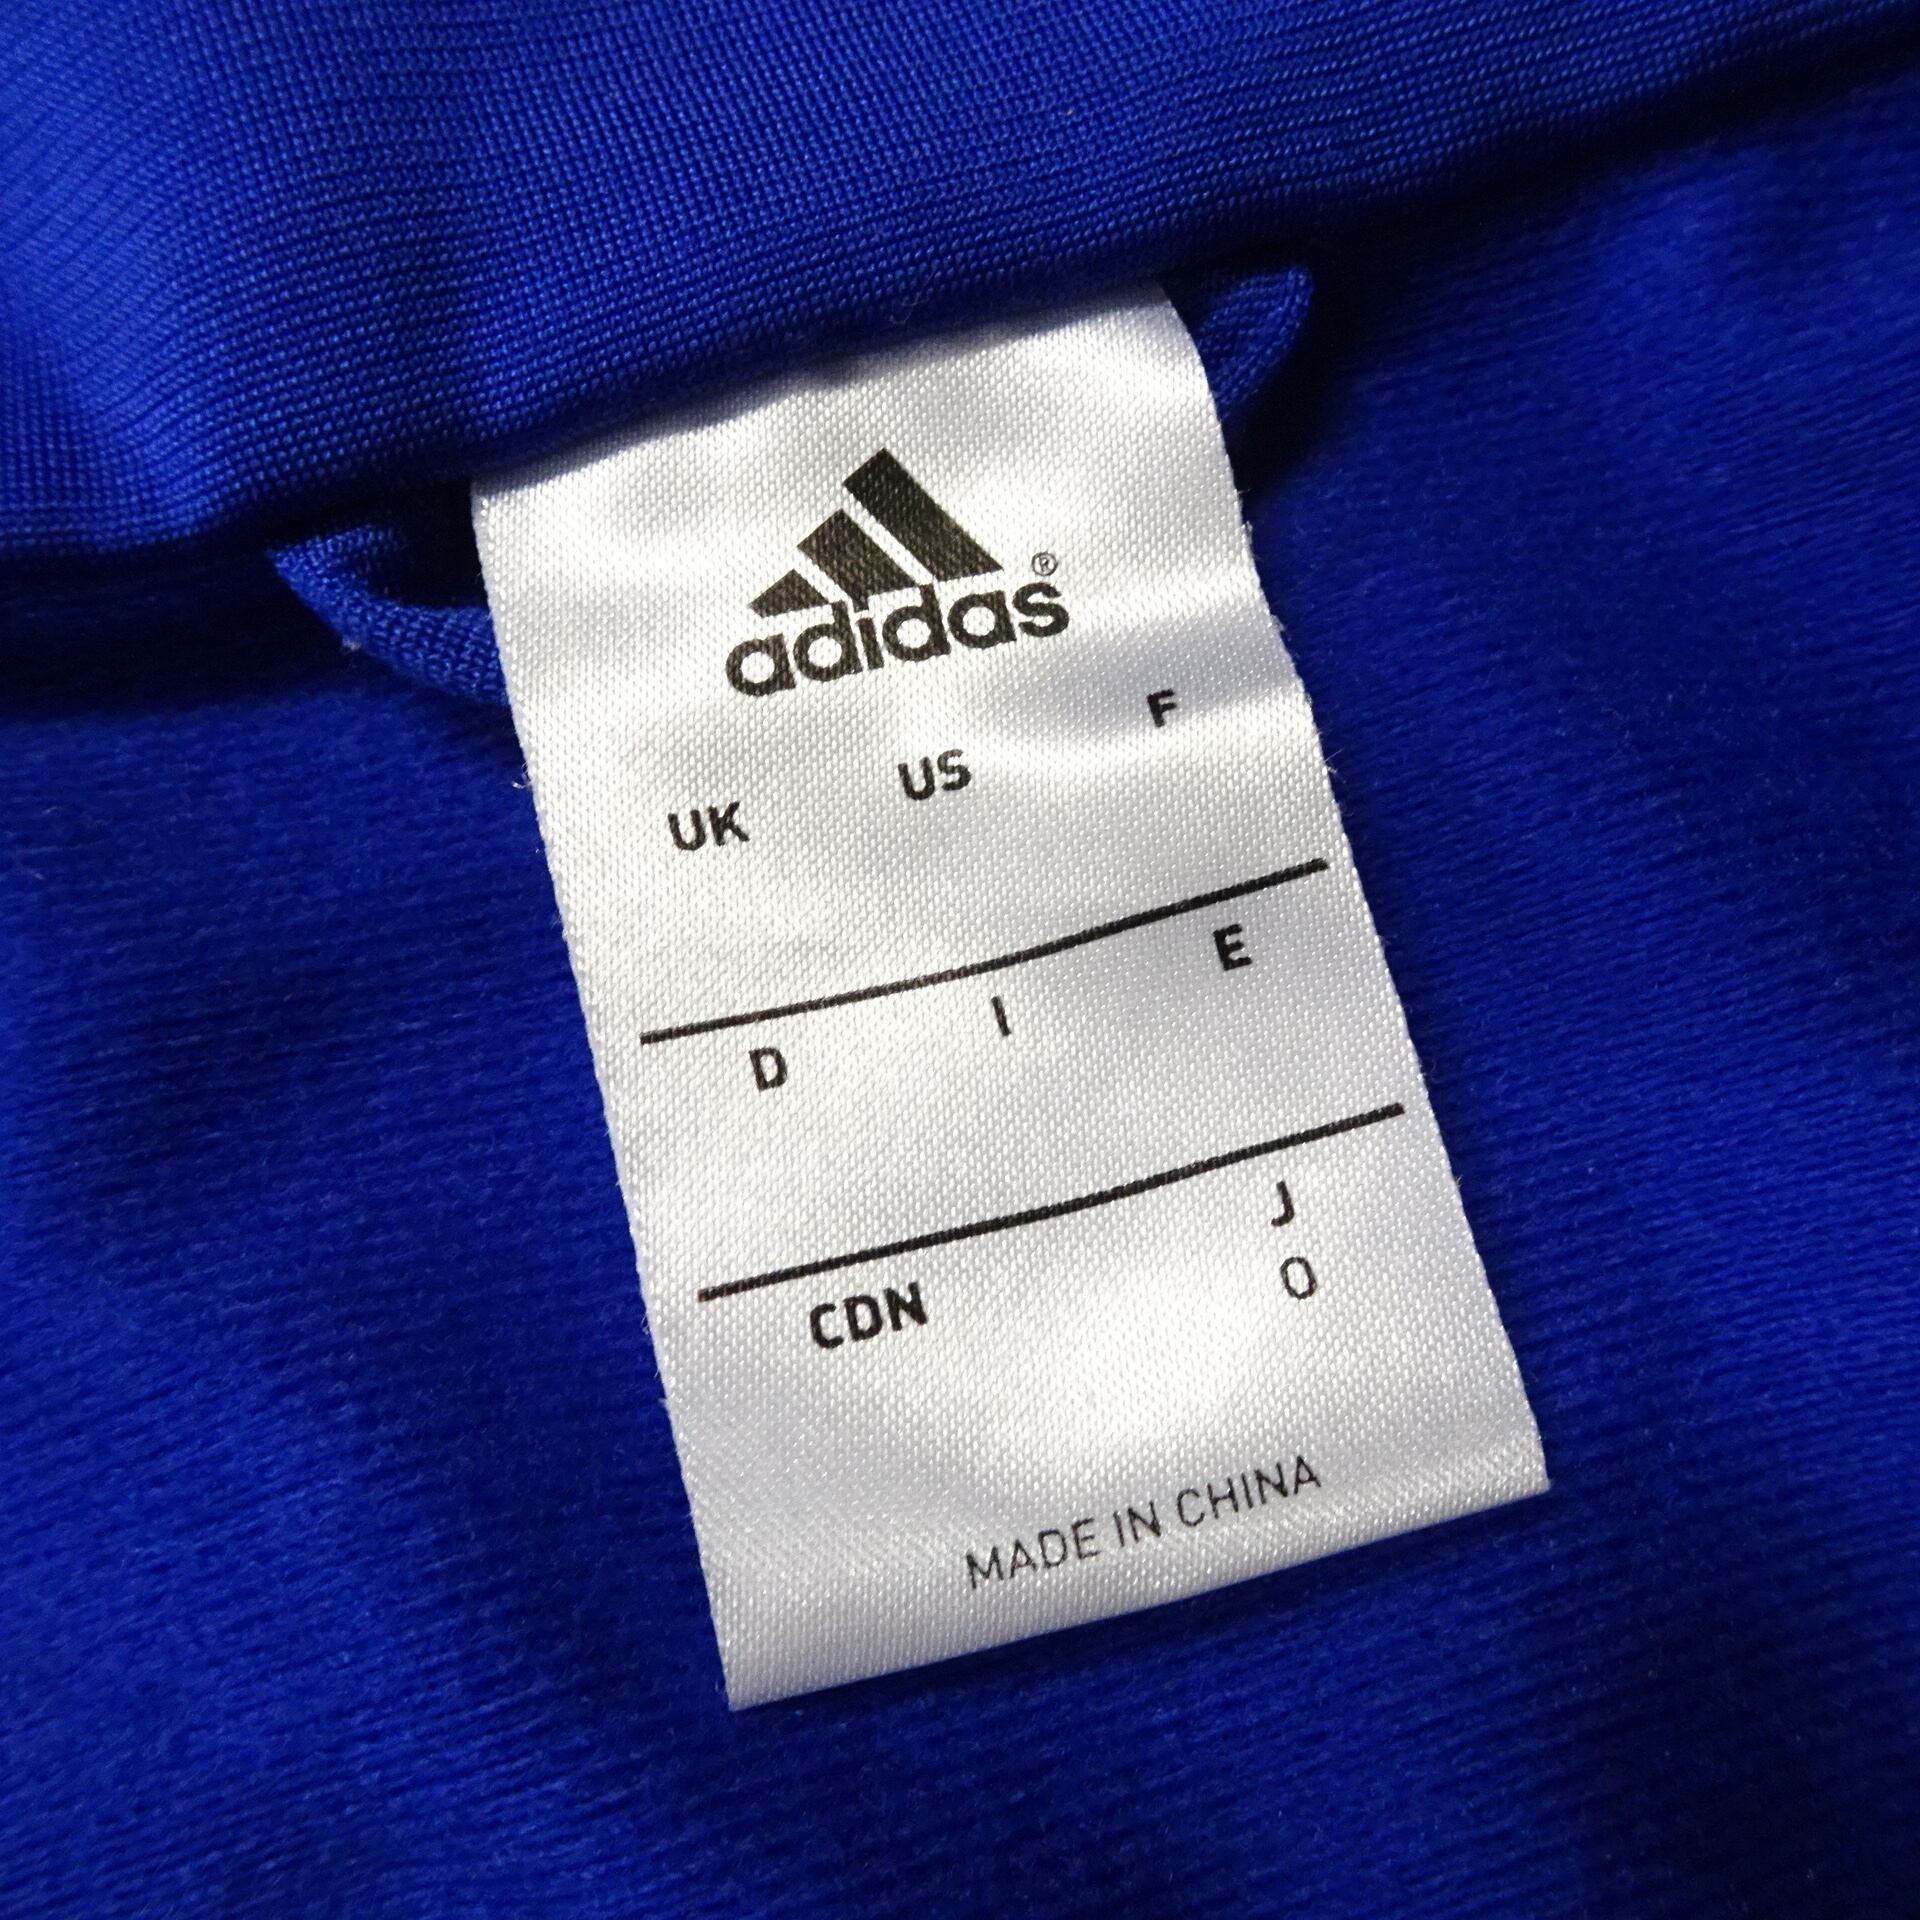 adidas®
UK US F
D I E
CDN J
O
MADE IN CHINA